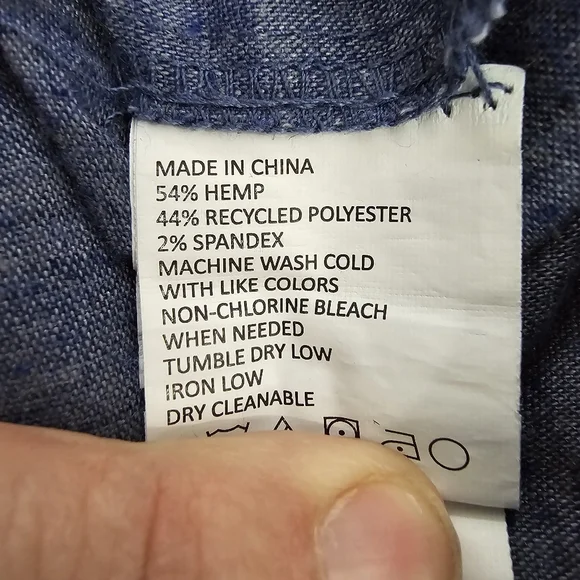 MADE IN CHINA
54% HEMP
44% RECYCLED POLYESTER
2% SPANDEX
MACHINE WASH COLD
WITH LIKE COLORS
NON-CHLORINE BLEACH
WHEN NEEDED
TUMBLE DRY LOW
IRON LOW
DRY CLEANABLE